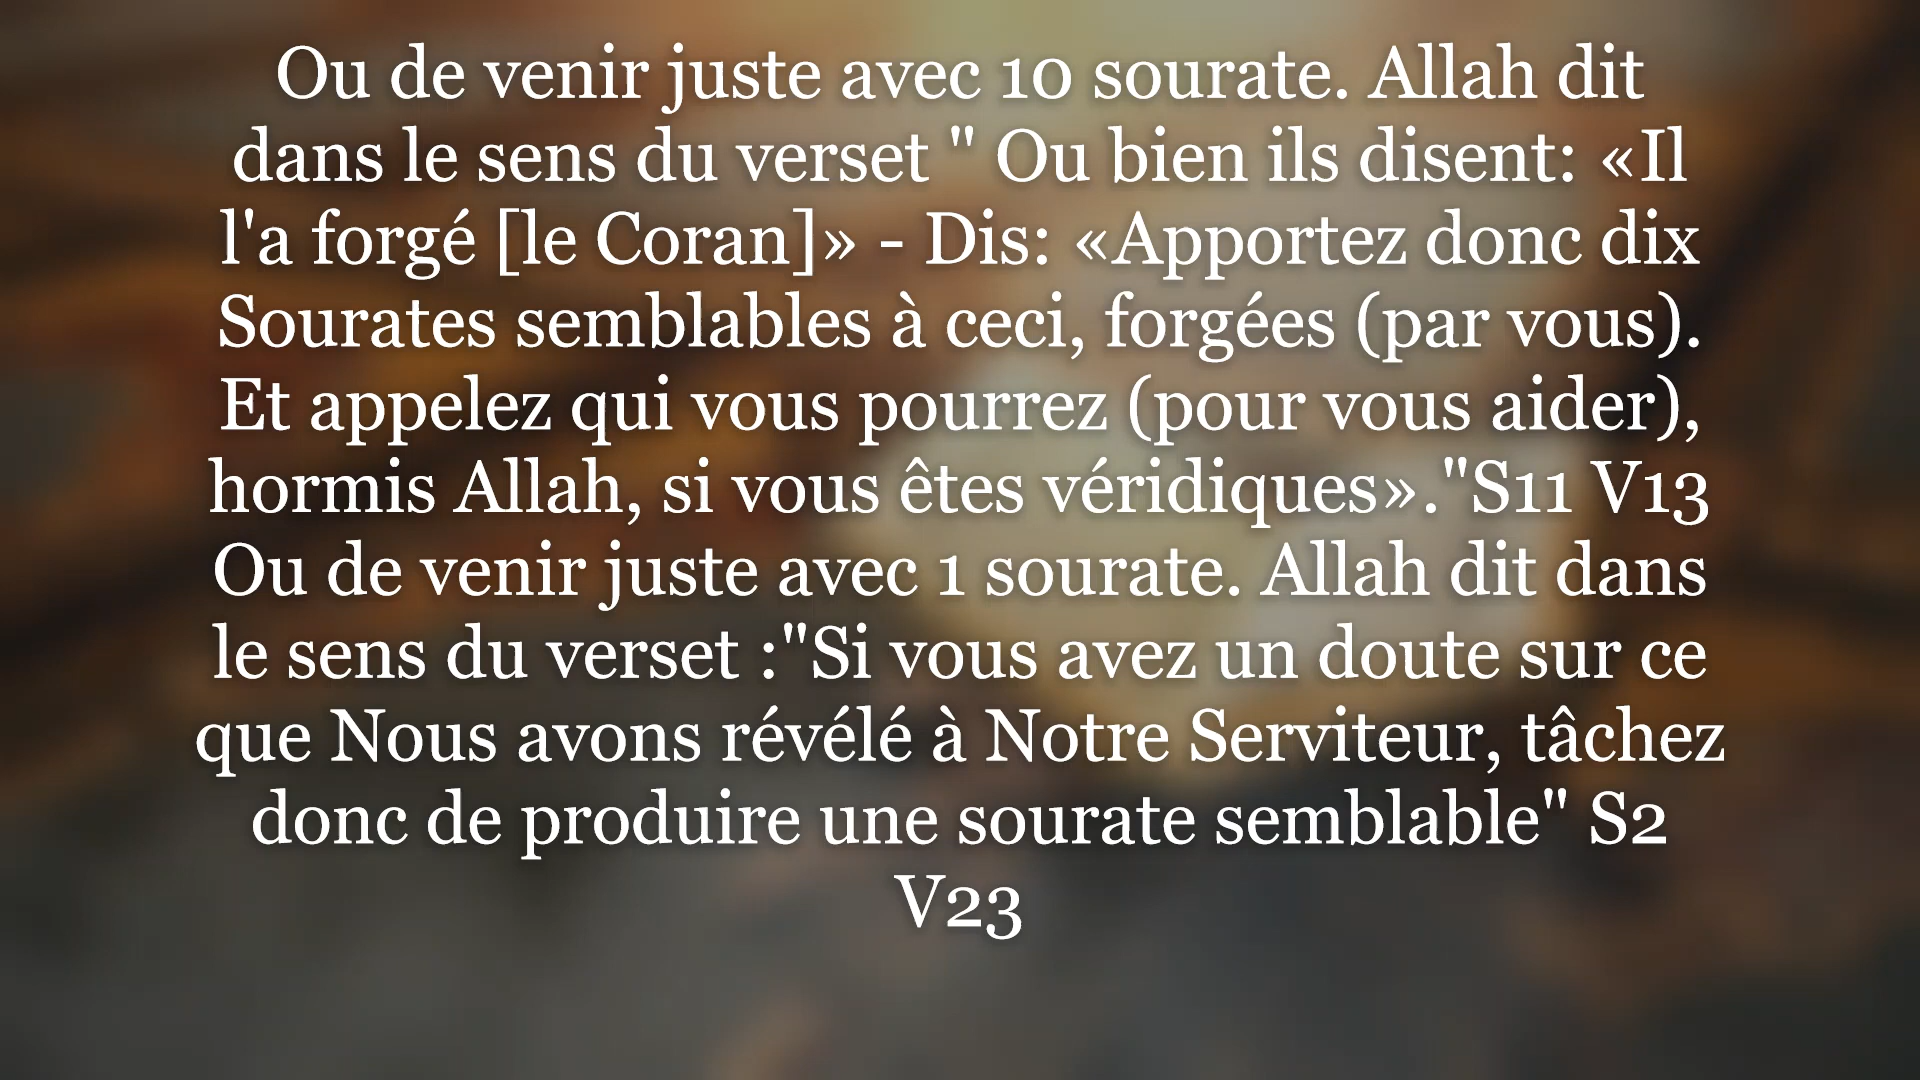 Ou de venir juste avec 10 sourate. Allah dit
dans le sens du verset " Ou bien ils disent: «Il
l'a forgé [le Coran]» - Dis: «Apportez donc dix
Sourates semblables à ceci, forgées (par vous).
Et appelez qui vous pourrez (pour vous aider),
hormis Allah, si vous êtes véridiques»."S11 V13
Ou de venir juste avec 1 sourate. Allah dit dans
le sens du verset :"Si vous avez un doute sur ce
que Nous avons révélé à Notre Serviteur, tâchez
donc de produire une sourate semblable" S2
V23